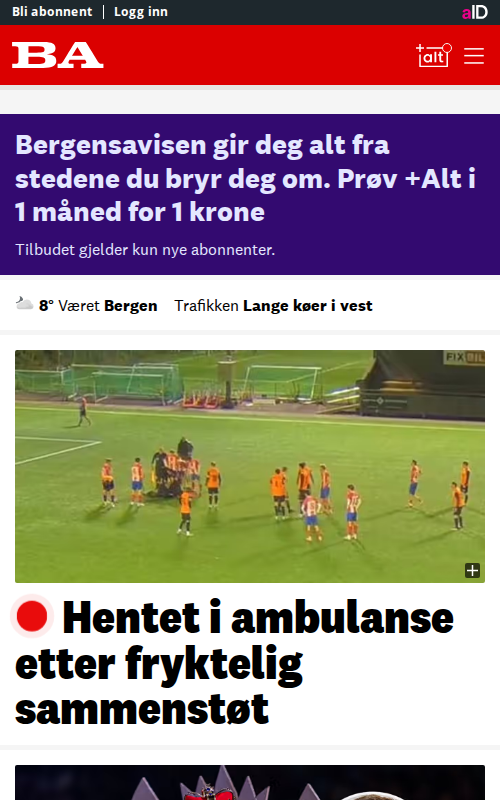 Bli abonnent | Logg inn
aID
BA
+alt
Bergensavisen gir deg alt fra
stedene du bryr deg om. Prøv +Alt i
1 måned for 1 krone
Tilbudet gjelder kun nye abonnenter.
8° Været Bergen Trafikken Lange køer i vest
FIX BIL
Hentet i ambulanse
etter fryktelig
sammenstøt